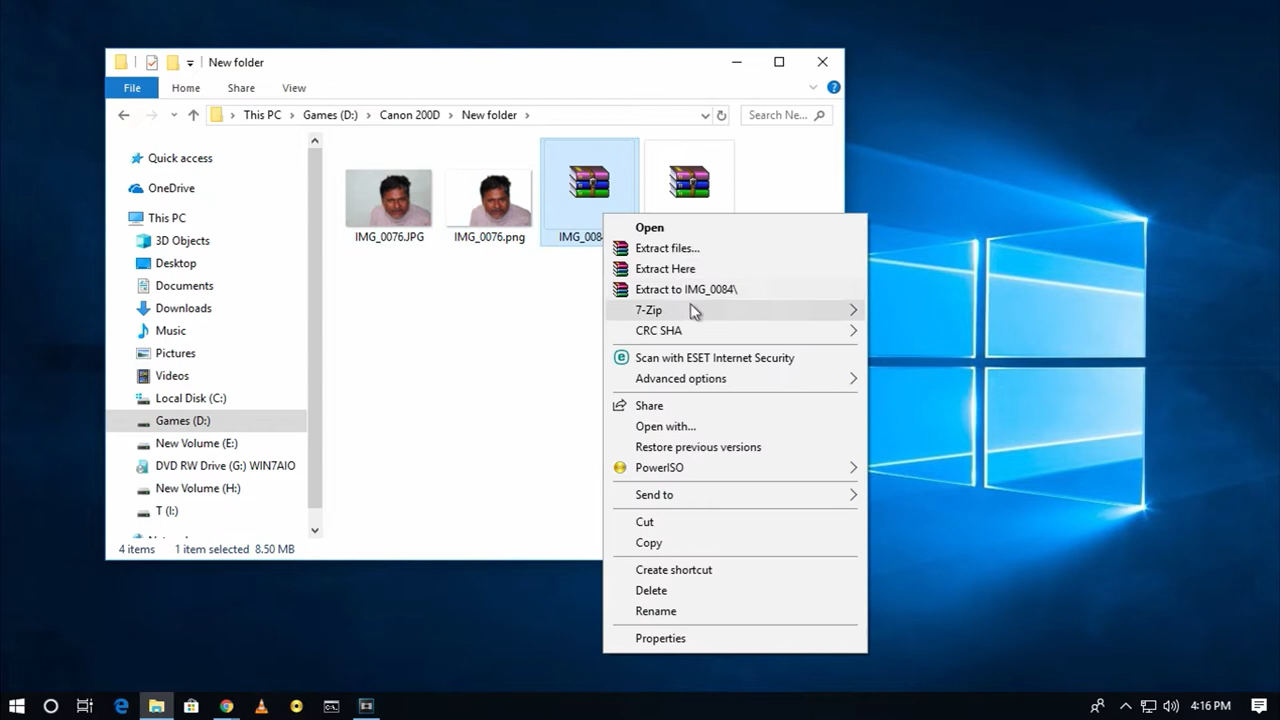 New folder
File Home Share View
This PC Games (D:) Canon 200D New folder
Search Ne...
Quick access
OneDrive
This PC
3D Objects
Desktop
Documents
Downloads
Music
Pictures
Videos
Local Disk (C:)
Games (D:)
New Volume (E:)
DVD RW Drive (G:) WIN7AIO
New Volume (H:)
T (I:)
IMG_0076.JPG
IMG_0076.png
IMG_008
Open
Extract files...
Extract Here
Extract to IMG_0084\
7-Zip
CRC SHA
Scan with ESET Internet Security
Advanced options
Share
Open with...
Restore previous versions
PowerISO
Send to
Cut
Copy
Create shortcut
Delete
Rename
Properties
4 items 1 item selected 8.50 MB
4:16 PM